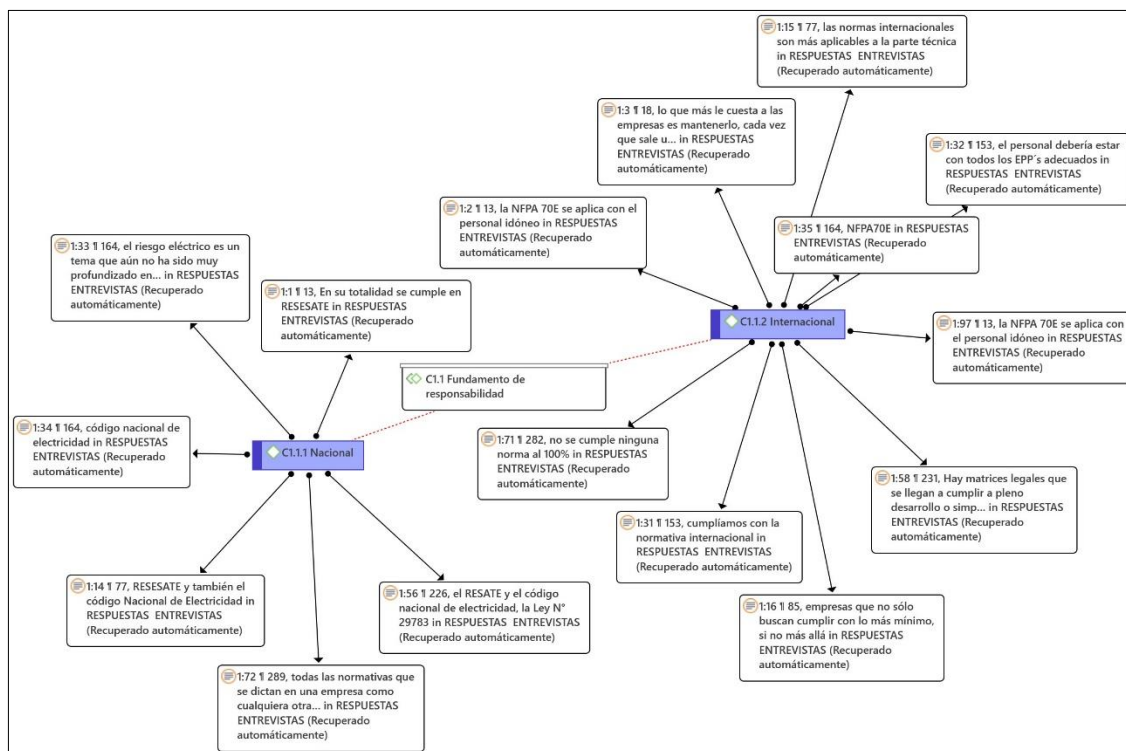 1:15 ¶ 77, las normas internacionales
son más aplicables a la parte técnica
in RESPUESTAS ENTREVISTAS
(Recuperado automáticamente)
1:3 ¶ 18, lo que más le cuesta a las
empresas es mantenerlo, cada vez
que sale u... in RESPUESTAS
ENTREVISTAS (Recuperado
automáticamente)
1:32 ¶ 153, el personal debería estar
con todos los EPP´s adecuados in
RESPUESTAS ENTREVISTAS
(Recuperado automáticamente)
1:2 ¶ 13, la NFPA 70E se aplica con el
personal idóneo in RESPUESTAS
ENTREVISTAS (Recuperado
automáticamente)
1:35 ¶ 164, NFPA70E in RESPUESTAS
ENTREVISTAS (Recuperado
automáticamente)
1:33 ¶ 164, el riesgo eléctrico es un
tema que aún no ha sido muy
profundizado en... in RESPUESTAS
ENTREVISTAS (Recuperado
automáticamente)
1:1 ¶ 13, En su totalidad se cumple en
RESESATE in RESPUESTAS
ENTREVISTAS (Recuperado
automáticamente)
C1.1.2 Internacional
1:97 ¶ 13, la NFPA 70E se aplica con
el personal idóneo in RESPUESTAS
ENTREVISTAS (Recuperado
automáticamente)
C1.1 Fundamento de
responsabilidad
1:34 ¶ 164, código nacional de
electricidad in RESPUESTAS
ENTREVISTAS (Recuperado
automáticamente)
C1.1.1 Nacional
1:71 ¶ 282, no se cumple ninguna
norma al 100% in RESPUESTAS
ENTREVISTAS (Recuperado
automáticamente)
1:58 ¶ 231, Hay matrices legales que
se llegan a cumplir a pleno
desarrollo o simp... in RESPUESTAS
ENTREVISTAS (Recuperado
automáticamente)
1:31 ¶ 153, cumplíamos con la
normativa internacional in
RESPUESTAS ENTREVISTAS
(Recuperado automáticamente)
1:14 ¶ 77, RESESATE y también el
código Nacional de Electricidad in
RESPUESTAS ENTREVISTAS
(Recuperado automáticamente)
1:56 ¶ 226, el RESATE y el código
nacional de electricidad, la Ley N°
29783 in RESPUESTAS ENTREVISTAS
(Recuperado automáticamente)
1:16 ¶ 85, empresas que no sólo
buscan cumplir con lo más mínimo,
si no más allá in RESPUESTAS
ENTREVISTAS (Recuperado
automáticamente)
1:72 ¶ 289, todas las normativas que
se dictan en una empresa como
cualquiera otra... in RESPUESTAS
ENTREVISTAS (Recuperado
automáticamente)